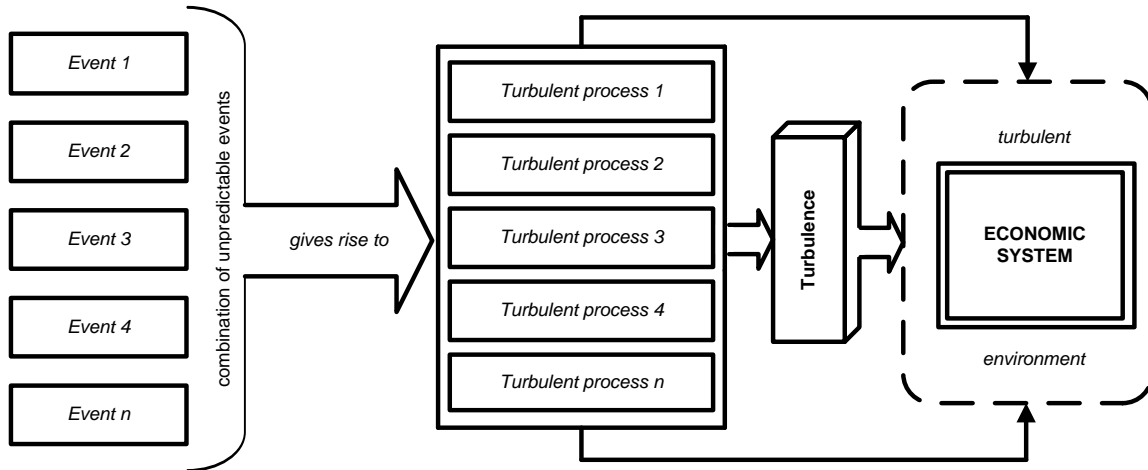 Event 1
Event 2
Event 3
Event 4
Event n
combination of unpredictable events
gives rise to
Turbulent process 1
Turbulent process 2
Turbulent process 3
Turbulent process 4
Turbulent process n
Turbulence
turbulent
ECONOMIC
SYSTEM
environment